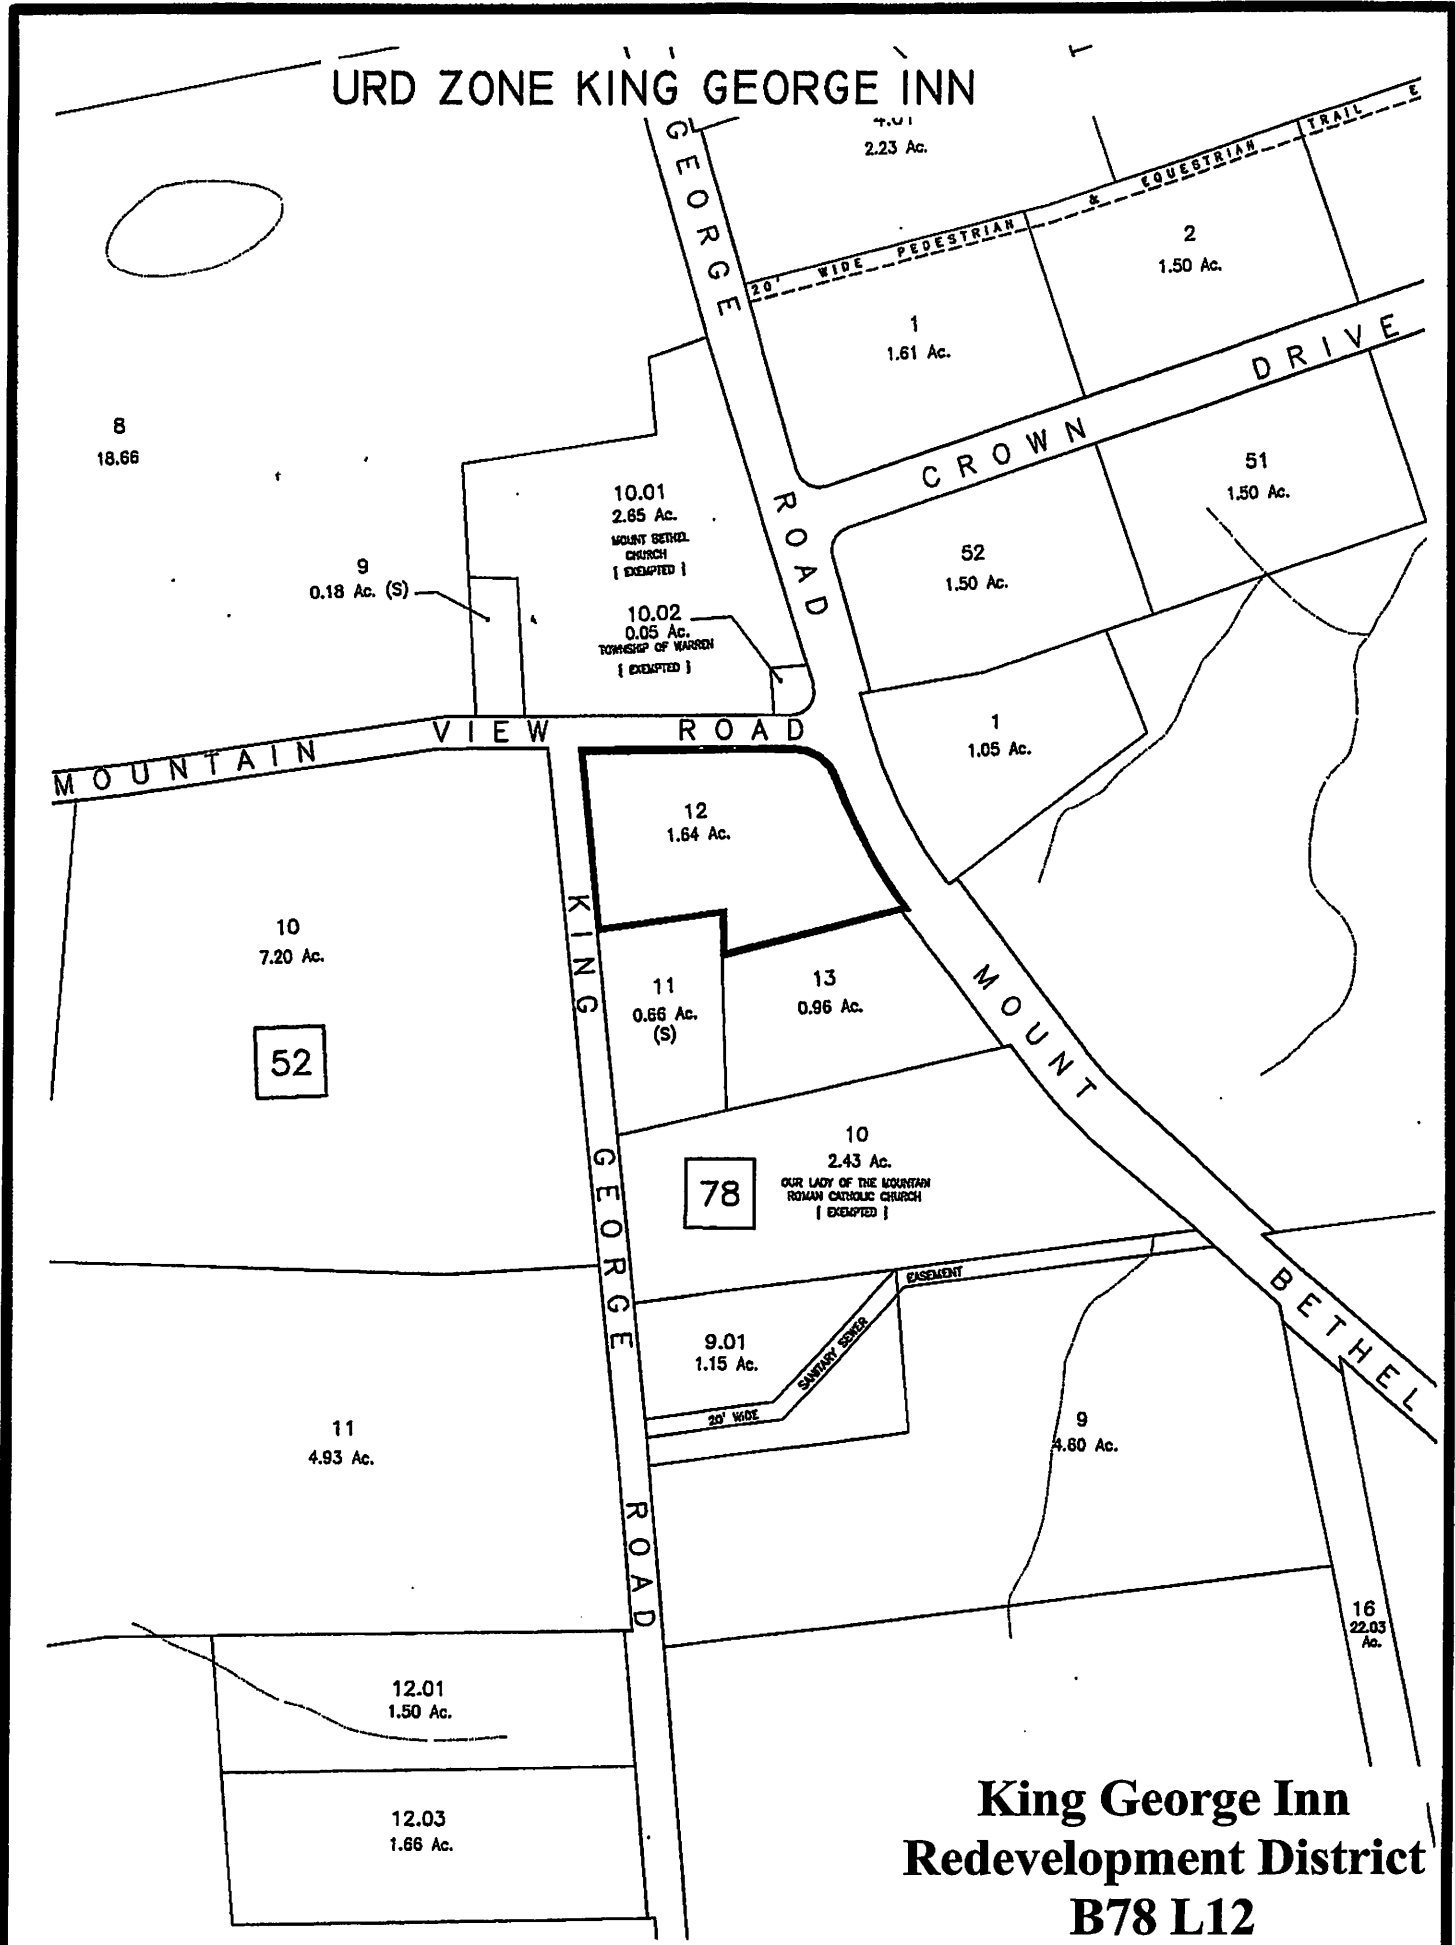 URD ZONE KING GEORGE INN
2.23 Ac.
GEORGE
ROAD
20' WIDE PEDESTRIAN & EQUESTRIAN TRAIL E
2
1.50 Ac.
1
1.61 Ac.
CROWN DRIVE
8
18.66
51
1.50 Ac.
10.01
2.65 Ac.
MOUNT BETHEL
CHURCH
[ EXEMPTED ]
52
1.50 Ac.
9
0.18 Ac. (S)
10.02
0.05 Ac.
TOWNSHIP OF WARREN
[ EXEMPTED ]
1
1.05 Ac.
MOUNTAIN VIEW ROAD
12
1.64 Ac.
10
7.20 Ac.
KING GEORGE ROAD
11
0.66 Ac.
(S)
13
0.96 Ac.
MOUNT BETHEL
52
10
2.43 Ac.
OUR LADY OF THE MOUNTAIN
ROMAN CATHOLIC CHURCH
[ EXEMPTED ]
78
9.01
1.15 Ac.
20' WIDE SANITARY SEWER EASEMENT
9
4.80 Ac.
11
4.93 Ac.
16
22.03
Ac.
12.01
1.50 Ac.
12.03
1.66 Ac.
King George Inn
Redevelopment District
B78 L12